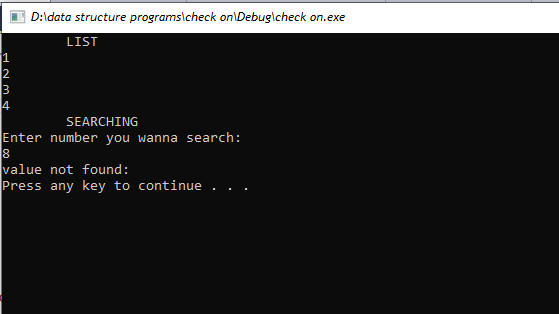 D:\data structure programs\check on\Debug\check on.exe
LIST
1
2
3
4
SEARCHING
Enter number you wanna search:
8
value not found:
Press any key to continue . . .